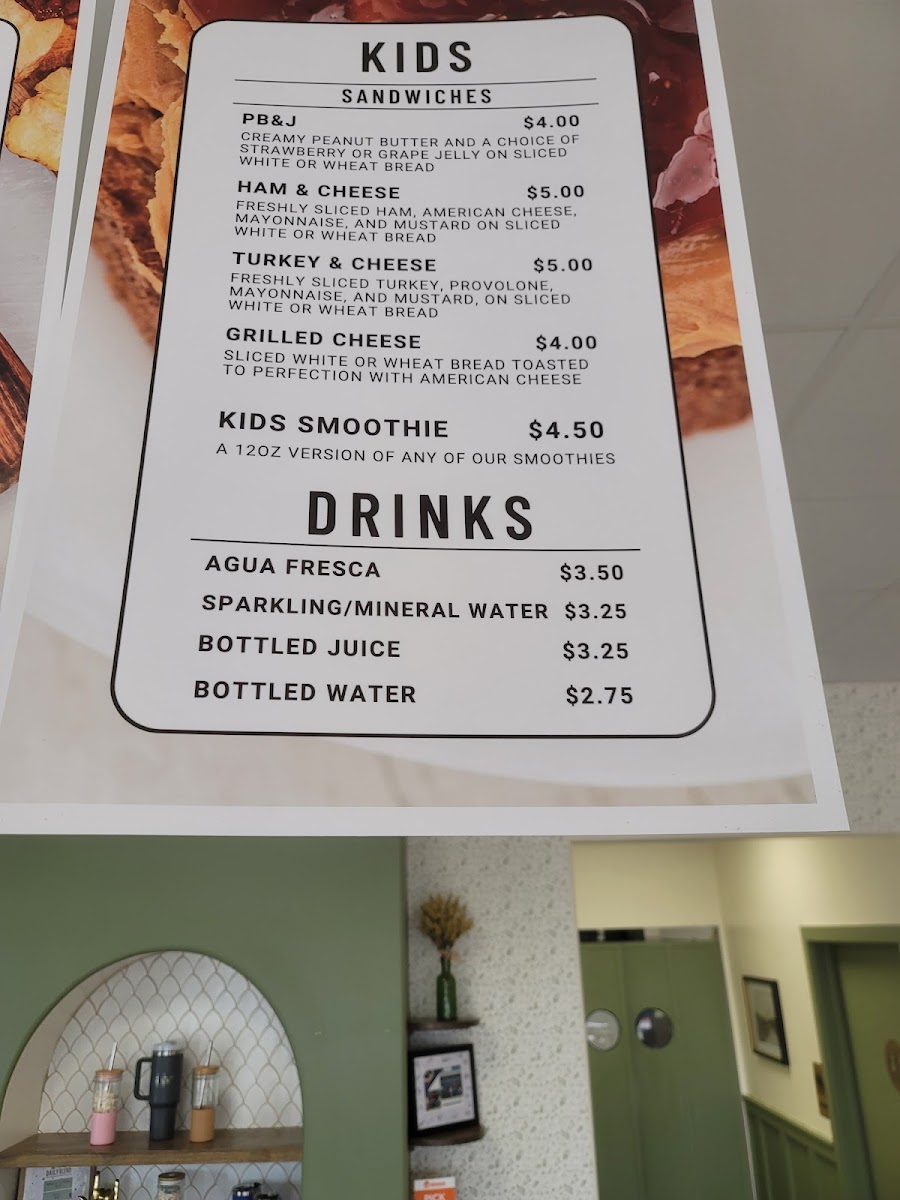 KIDS
SANDWICHES
PB&J $4.00
CREAMY PEANUT BUTTER AND A CHOICE OF
STRAWBERRY OR GRAPE JELLY ON SLICED
WHITE OR WHEAT BREAD
HAM & CHEESE $5.00
FRESHLY SLICED HAM, AMERICAN CHEESE,
MAYONNAISE, AND MUSTARD ON SLICED
WHITE OR WHEAT BREAD
TURKEY & CHEESE $5.00
FRESHLY SLICED TURKEY, PROVOLONE,
MAYONNAISE, AND MUSTARD, ON SLICED
WHITE OR WHEAT BREAD
GRILLED CHEESE $4.00
SLICED WHITE OR WHEAT BREAD TOASTED
TO PERFECTION WITH AMERICAN CHEESE
KIDS SMOOTHIE $4.50
A 12OZ VERSION OF ANY OF OUR SMOOTHIES
DRINKS
AGUA FRESCA $3.50
SPARKLING/MINERAL WATER $3.25
BOTTLED JUICE $3.25
BOTTLED WATER $2.75
DAILY BLEND
PICK